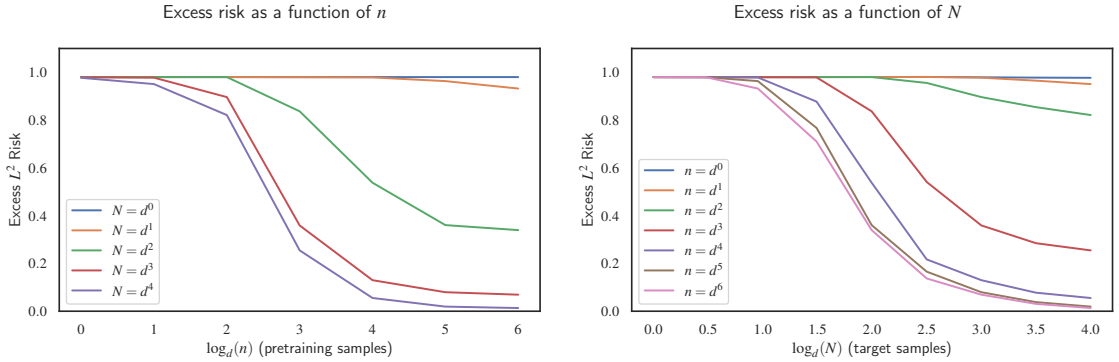 Excess risk as a function of n
Excess L² Risk
1.0
0.8
0.6
0.4
0.2
0.0
N = d⁰
N = d¹
N = d²
N = d³
N = d⁴
0 1 2 3 4 5 6
log_d(n) (pretraining samples)
Excess risk as a function of N
Excess L² Risk
1.0
0.8
0.6
0.4
0.2
0.0
n = d⁰
n = d¹
n = d²
n = d³
n = d⁴
n = d⁵
n = d⁶
0.0 0.5 1.0 1.5 2.0 2.5 3.0 3.5 4.0
log_d(N) (target samples)